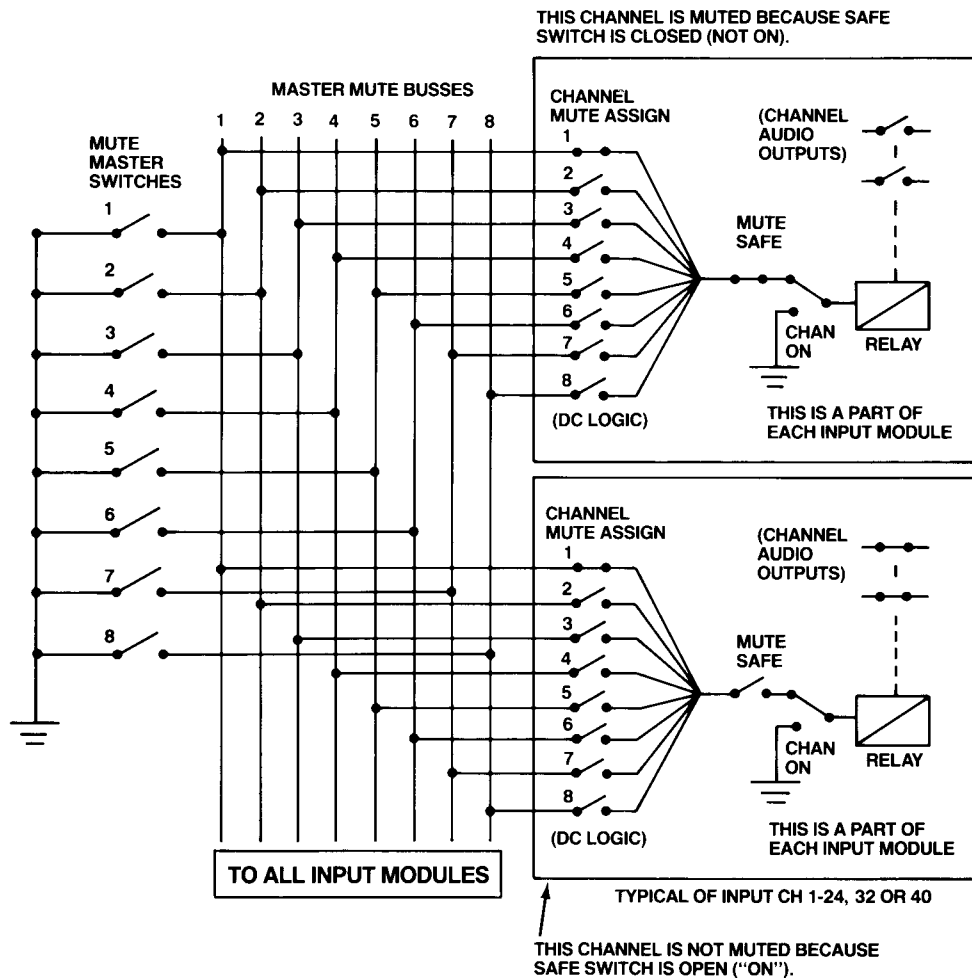 THIS CHANNEL IS MUTED BECAUSE SAFE
SWITCH IS CLOSED (NOT ON).
MASTER MUTE BUSSES
1 2 3 4 5 6 7 8
MUTE
MASTER
SWITCHES
1
2
3
4
5
6
7
8
CHANNEL
MUTE ASSIGN
1
2
3
4
5
6
7
8
(DC LOGIC)
(CHANNEL
AUDIO
OUTPUTS)
MUTE
SAFE
CHAN
ON
RELAY
THIS IS A PART OF
EACH INPUT MODULE
CHANNEL
MUTE ASSIGN
1
2
3
4
5
6
7
8
(DC LOGIC)
(CHANNEL
AUDIO
OUTPUTS)
MUTE
SAFE
CHAN
ON
RELAY
THIS IS A PART OF
EACH INPUT MODULE
TO ALL INPUT MODULES
TYPICAL OF INPUT CH 1-24, 32 OR 40
THIS CHANNEL IS NOT MUTED BECAUSE
SAFE SWITCH IS OPEN ("ON").